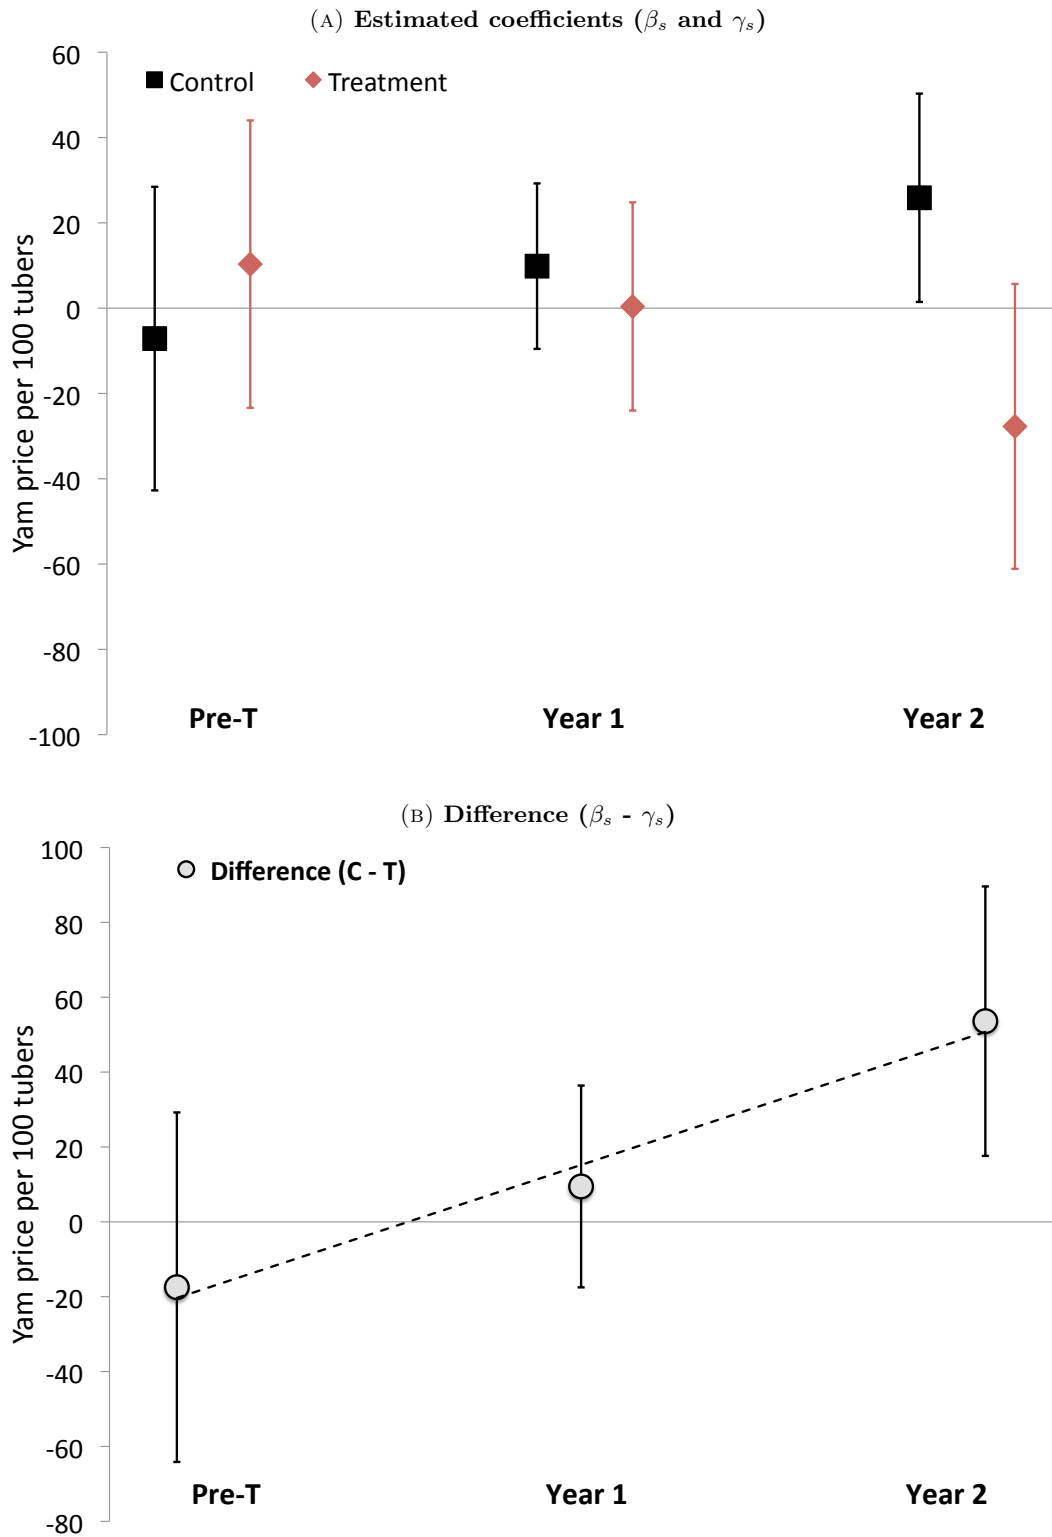 (A) Estimated coefficients (βs and γs)
60
Control Treatment
40
20
0
-20
-40
-60
-80
-100
Yam price per 100 tubers
Pre-T Year 1 Year 2
(B) Difference (βs - γs)
100
Difference (C - T)
80
60
40
20
0
-20
-40
-60
-80
Yam price per 100 tubers
Pre-T Year 1 Year 2